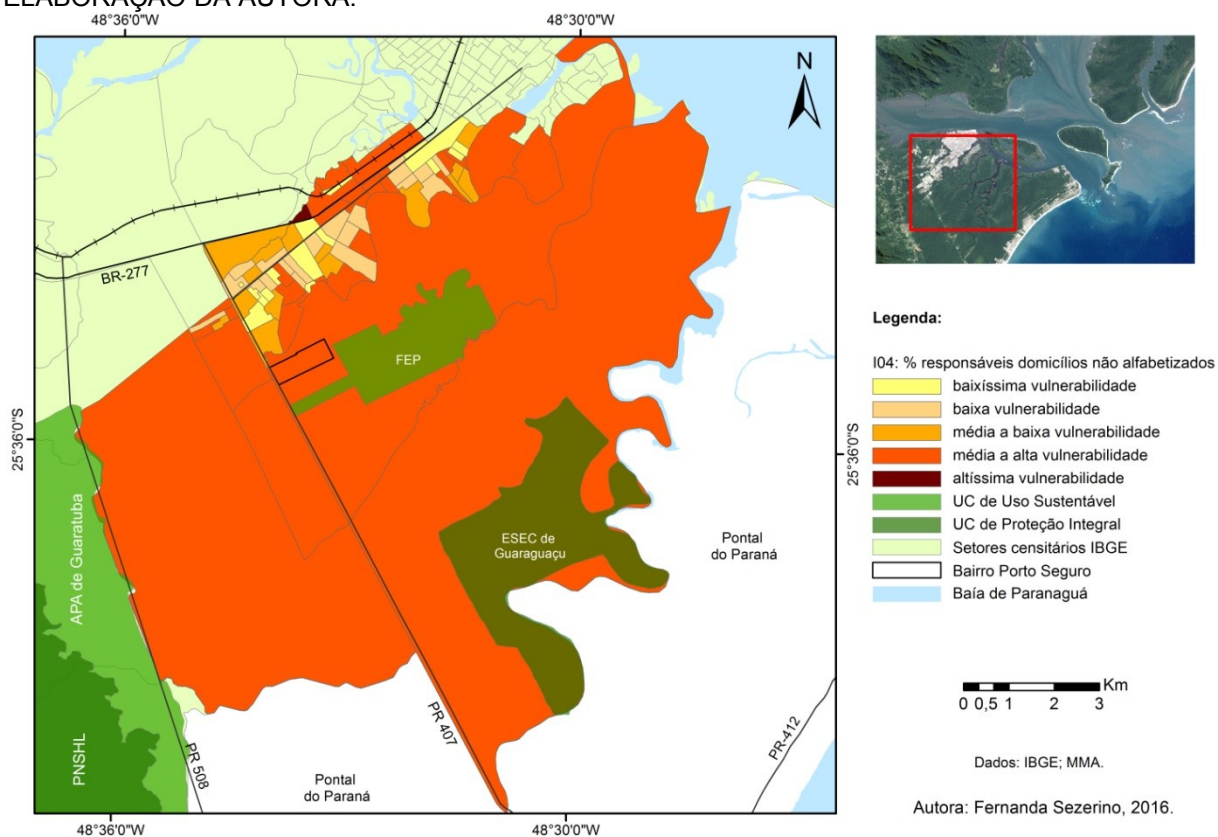 ELABORAÇÃO DA AUTORA.
48°36'0"W
48°30'0"W
N
BR-277
FEP
25°36'0"S
25°36'0"S
APA de Guaratuba
ESEC de
Guaraguaçu
Pontal
do Paraná
PNSHL
PR 508
PR 407
PR-412
Pontal
do Paraná
48°36'0"W
48°30'0"W
Legenda:
I04: % responsáveis domicílios não alfabetizados
baixíssima vulnerabilidade
baixa vulnerabilidade
média a baixa vulnerabilidade
média a alta vulnerabilidade
altíssima vulnerabilidade
UC de Uso Sustentável
UC de Proteção Integral
Setores censitários IBGE
Bairro Porto Seguro
Baía de Paranaguá
Km
0 0,5 1 2 3
Dados: IBGE; MMA.
Autora: Fernanda Sezerino, 2016.